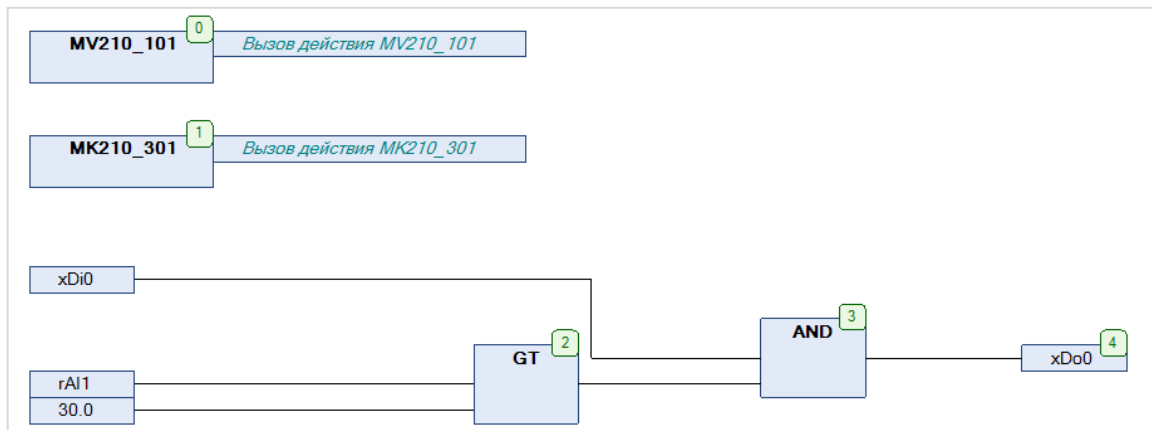 0
MV210_101 Вызов действия MV210_101
1
MK210_301 Вызов действия MK210_301
xDi0
3
AND
2
GT
4
xDo0
rAI1
30.0